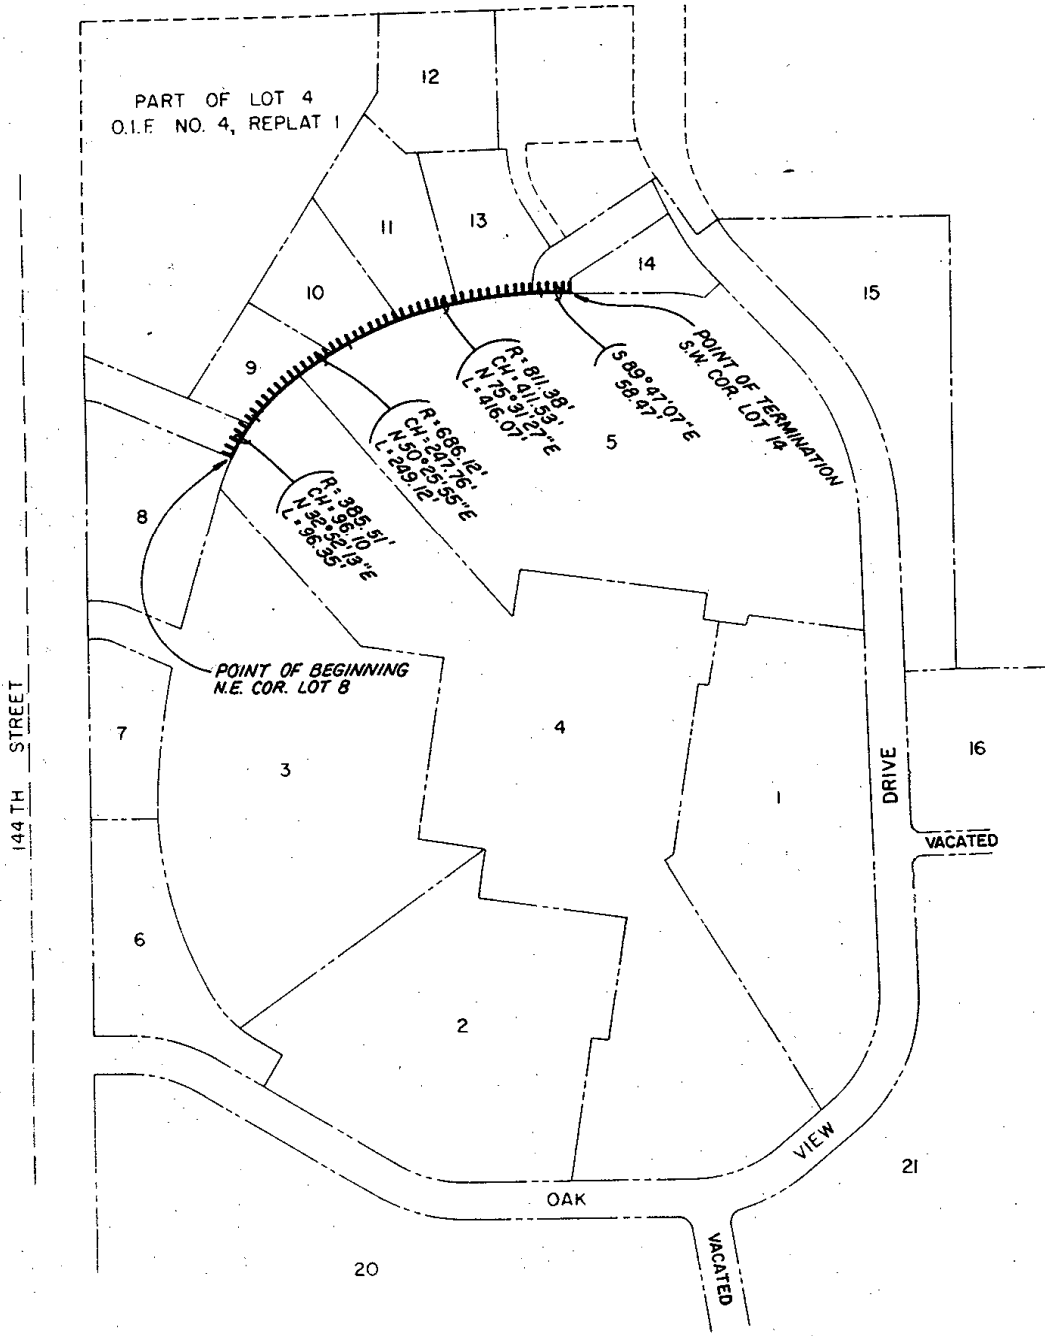 12
PART OF LOT 4
O.I.F. NO. 4, REPLAT 1
11
13
14
15
10
9
POINT OF TERMINATION
S.W. COR. LOT 14
S 89°47'07"E
58.47'
R=811.38'
CH=411.53'
N 75°31'27"E
L=416.07'
5
R=686.12'
CH=247.76'
N 50°25'55"E
L=249.12'
R=385.51'
CH=96.10
N 32°52'13"E
L=96.35'
8
POINT OF BEGINNING
N.E. COR. LOT 8
144TH STREET
7
3
4
1
DRIVE
16
VACATED
6
2
VIEW
21
OAK
VACATED
20